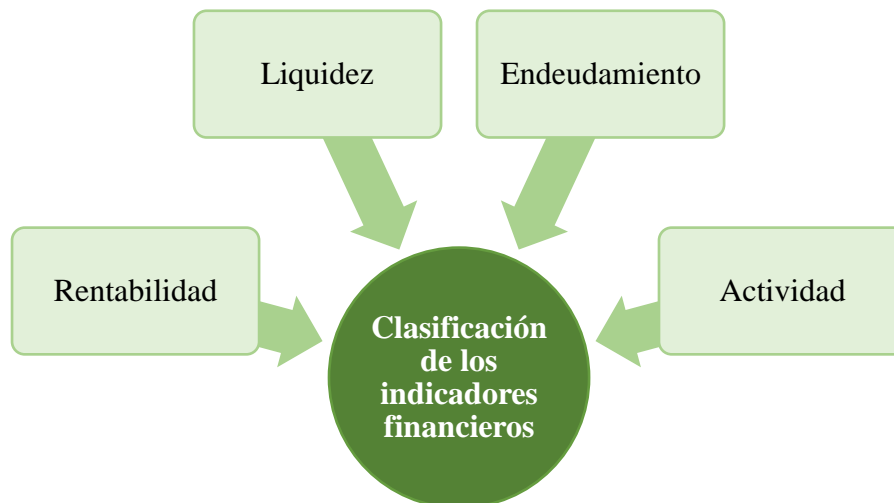 Liquidez
Endeudamiento
Rentabilidad
Actividad
Clasificación
de los
indicadores
financieros